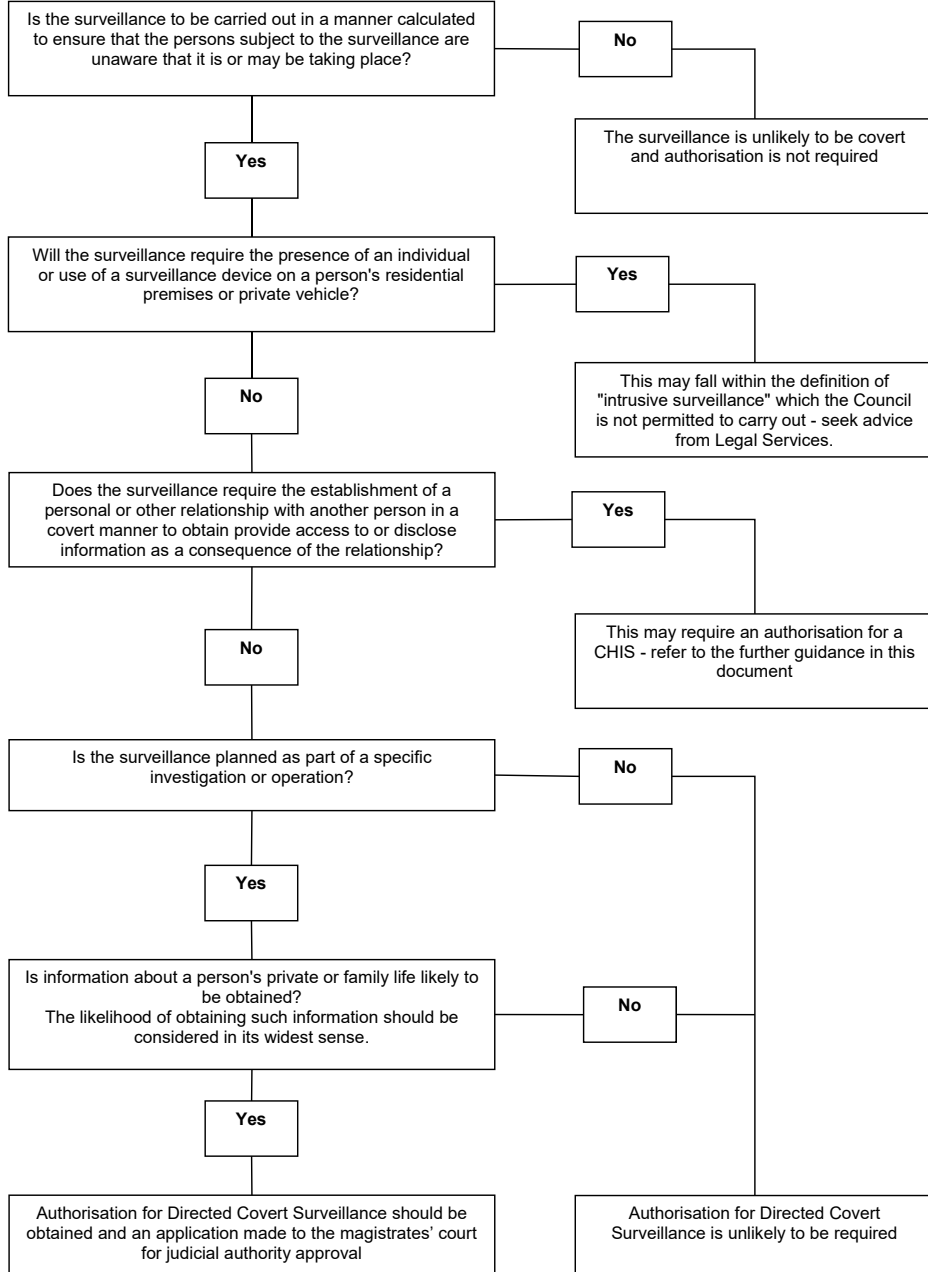 Is the surveillance to be carried out in a manner calculated
to ensure that the persons subject to the surveillance are
unaware that it is or may be taking place?
No
The surveillance is unlikely to be covert
and authorisation is not required
Yes
Will the surveillance require the presence of an individual
or use of a surveillance device on a person's residential
premises or private vehicle?
Yes
This may fall within the definition of
"intrusive surveillance" which the Council
is not permitted to carry out - seek advice
from Legal Services.
No
Does the surveillance require the establishment of a
personal or other relationship with another person in a
covert manner to obtain provide access to or disclose
information as a consequence of the relationship?
Yes
This may require an authorisation for a
CHIS - refer to the further guidance in this
document
No
Is the surveillance planned as part of a specific
investigation or operation?
No
Yes
Is information about a person's private or family life likely to
be obtained?
The likelihood of obtaining such information should be
considered in its widest sense.
No
Yes
Authorisation for Directed Covert Surveillance should be
obtained and an application made to the magistrates’ court
for judicial authority approval
Authorisation for Directed Covert
Surveillance is unlikely to be required